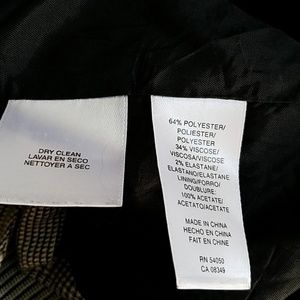 DRY CLEAN
LAVAR EN SECO
NETTOYER A SEC
64% POLYESTER/
POLIESTER/
POLYESTER
34% VISCOSE/
VISCOSA/VISCOSE
2% ELASTANE/
ELASTANO/ELASTANE
LINING/FORRO/
DOUBLURE:
100% ACETATE/
ACETATO/ACETATE
MADE IN CHINA
HECHO EN CHINA
FAIT EN CHINE
RN 54050
CA 08349